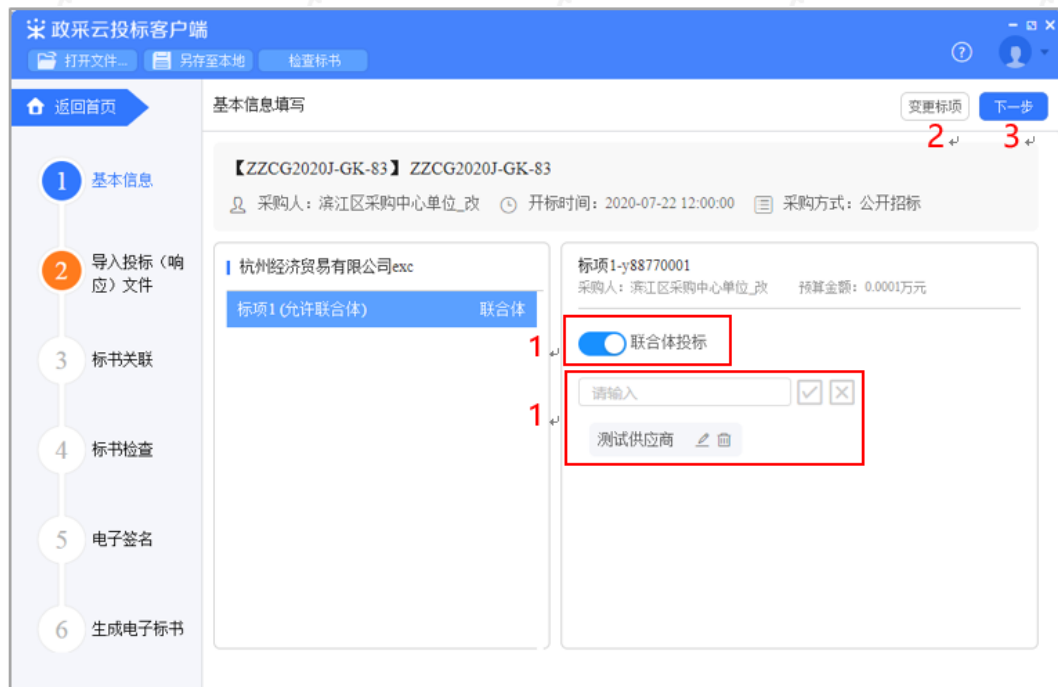 政采云投标客户端
打开文件... 另存至本地 检查标书
返回首页
基本信息填写
变更标项 下一步
2 3
1 基本信息
2 导入投标（响
应）文件
3 标书关联
4 标书检查
5 电子签名
6 生成电子标书
【ZZCG2020J-GK-83】 ZZCG2020J-GK-83
采购人：滨江区采购中心单位_改 开标时间：2020-07-22 12:00:00 采购方式：公开招标
杭州经济贸易有限公司exc
标项1 (允许联合体) 联合体
标项1-y88770001
采购人：滨江区采购中心单位_改 预算金额：0.0001万元
1 联合体投标
请输入
1
测试供应商